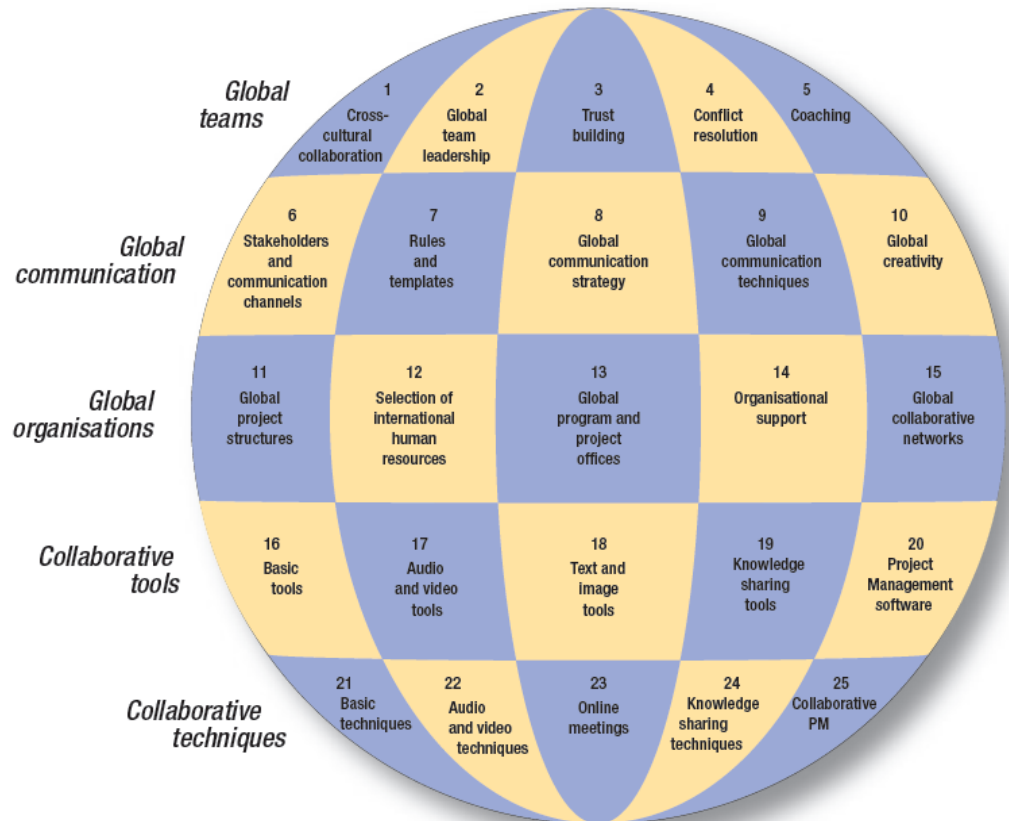 Global
teams
1
Cross-
cultural
collaboration
2
Global
team
leadership
3
Trust
building
4
Conflict
resolution
5
Coaching
Global
communication
6
Stakeholders
and
communication
channels
7
Rules
and
templates
8
Global
communication
strategy
9
Global
communication
techniques
10
Global
creativity
Global
organisations
11
Global
project
structures
12
Selection of
international
human
resources
13
Global
program and
project
offices
14
Organisational
support
15
Global
collaborative
networks
Collaborative
tools
16
Basic
tools
17
Audio
and video
tools
18
Text and
image
tools
19
Knowledge
sharing
tools
20
Project
Management
software
Collaborative
techniques
21
Basic
techniques
22
Audio
and video
techniques
23
Online
meetings
24
Knowledge
sharing
techniques
25
Collaborative
PM